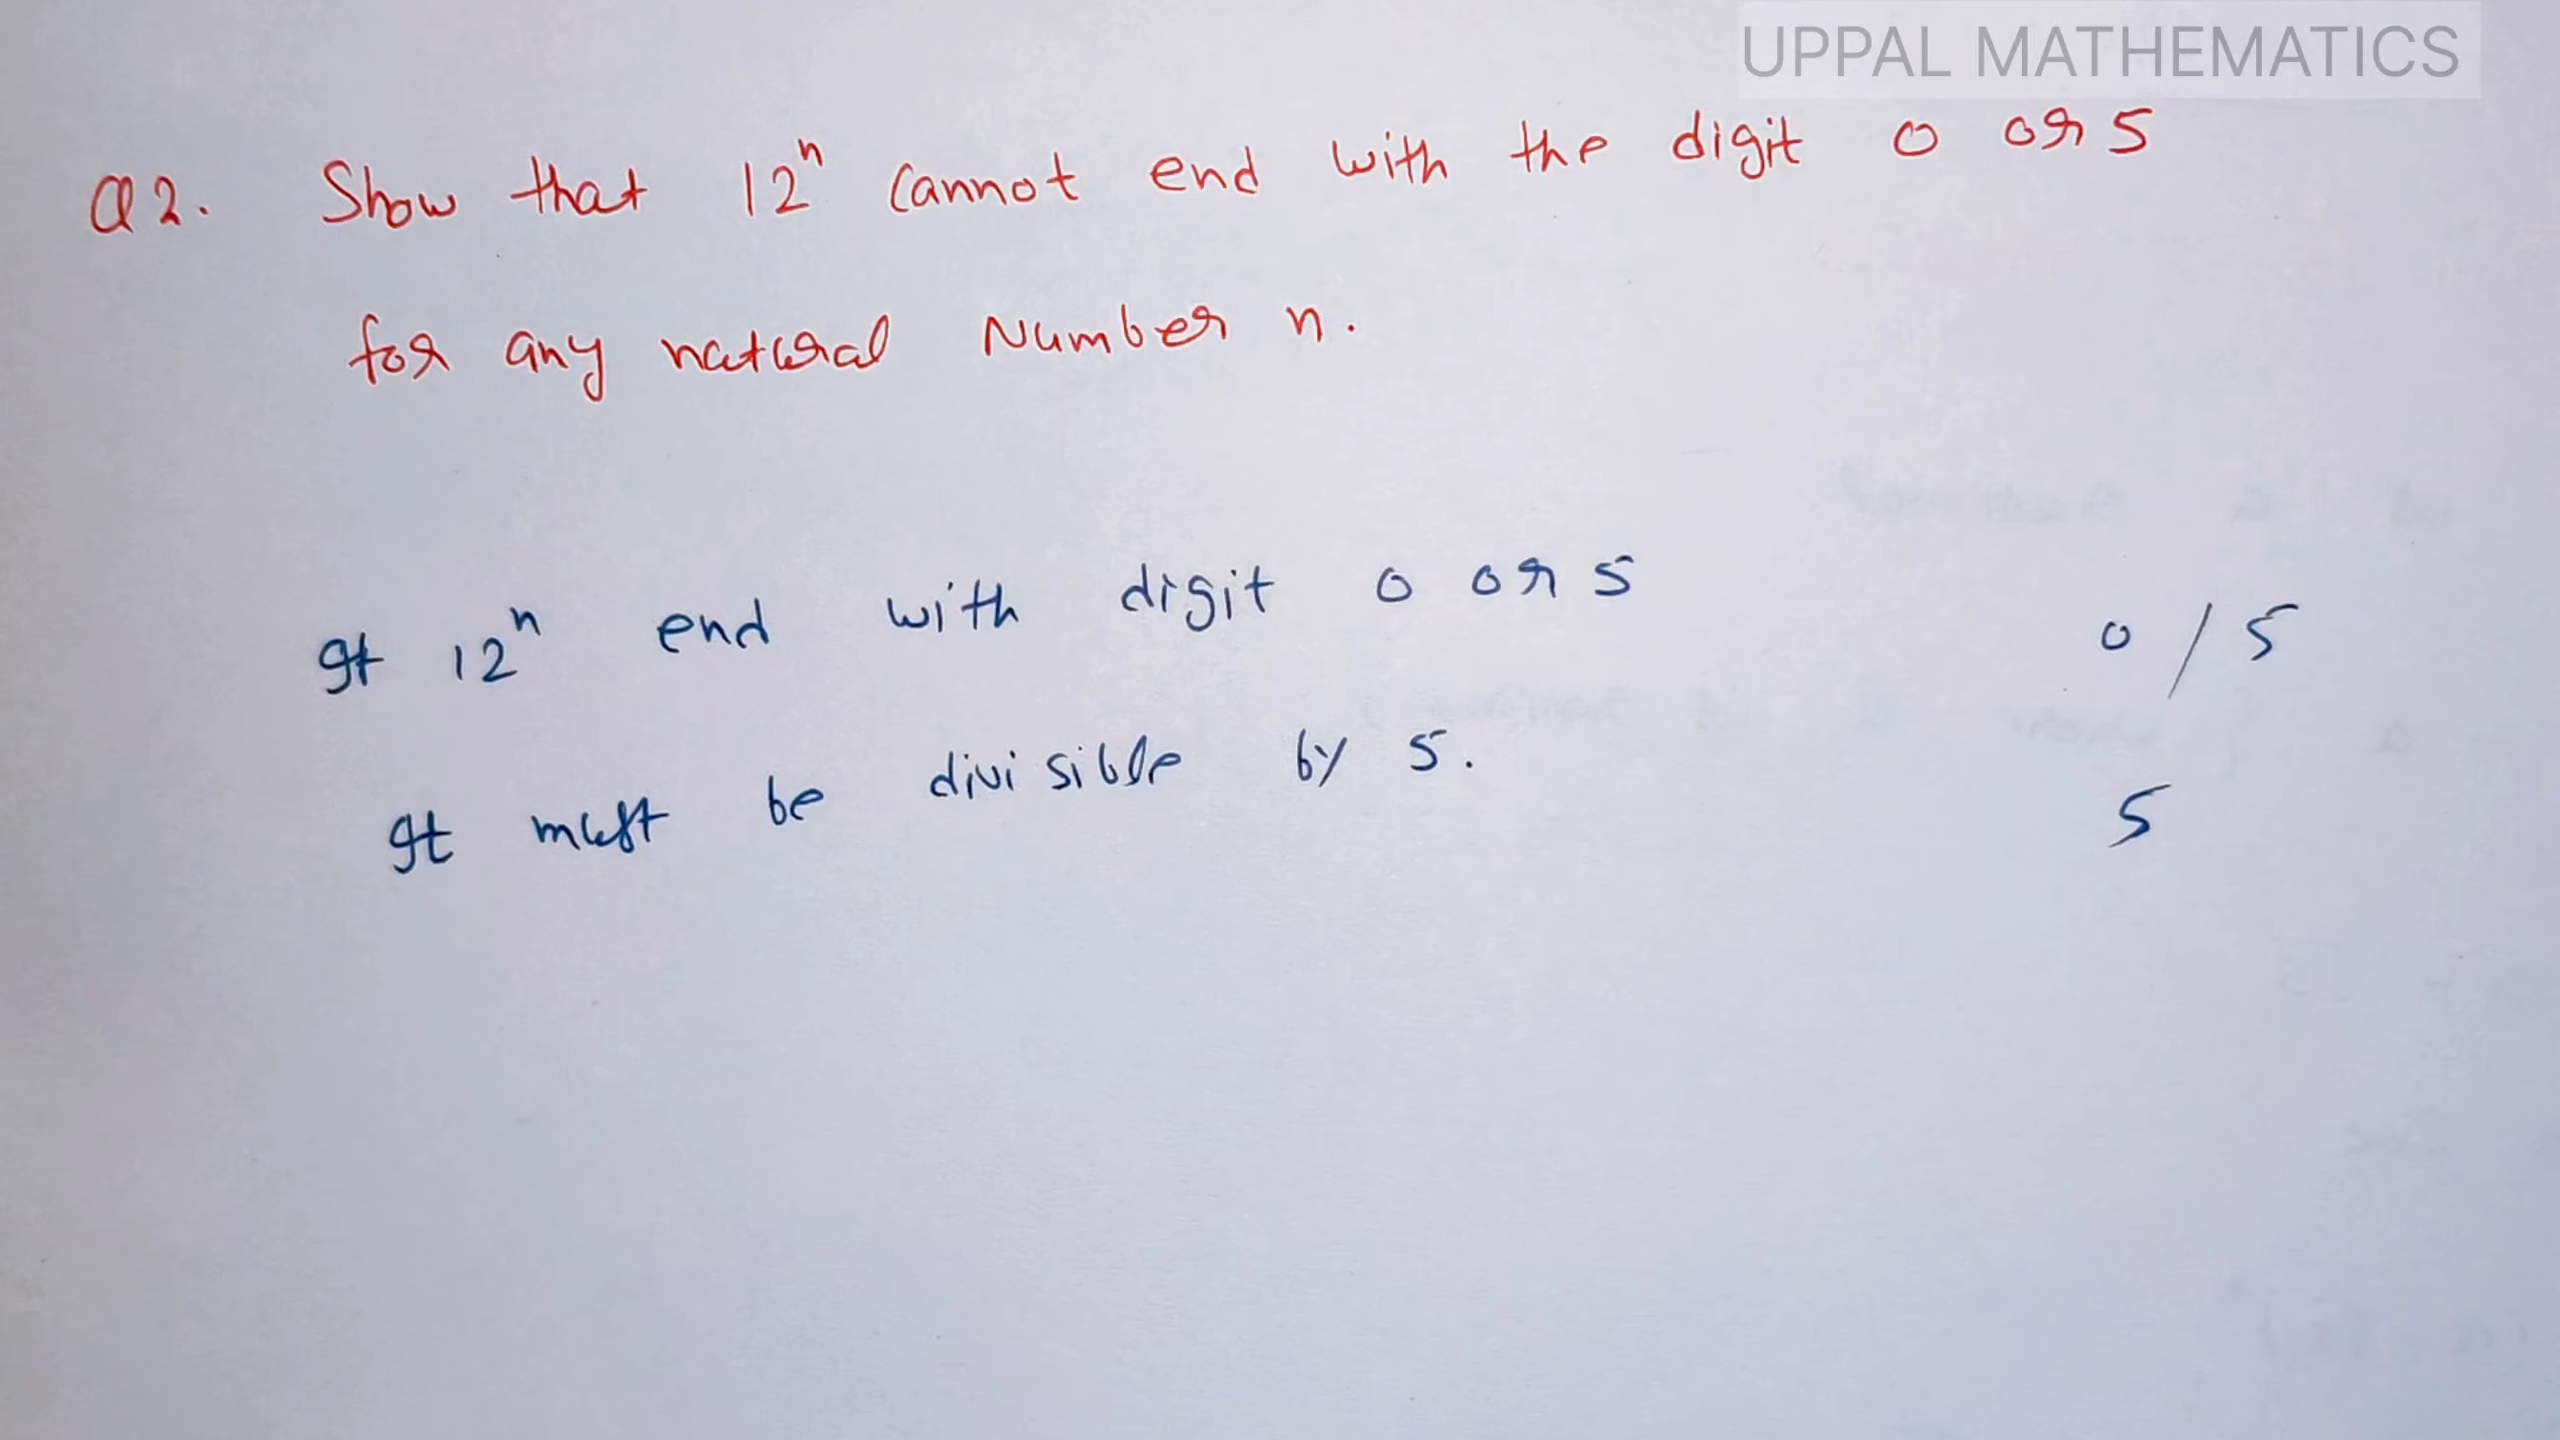 UPPAL MATHEMATICS
Q2. Show that 12ⁿ cannot end with the digit 0 or 5
for any natural Number n.
If 12ⁿ end with digit 0 or 5
0 / 5
It must be divisible by 5.
5